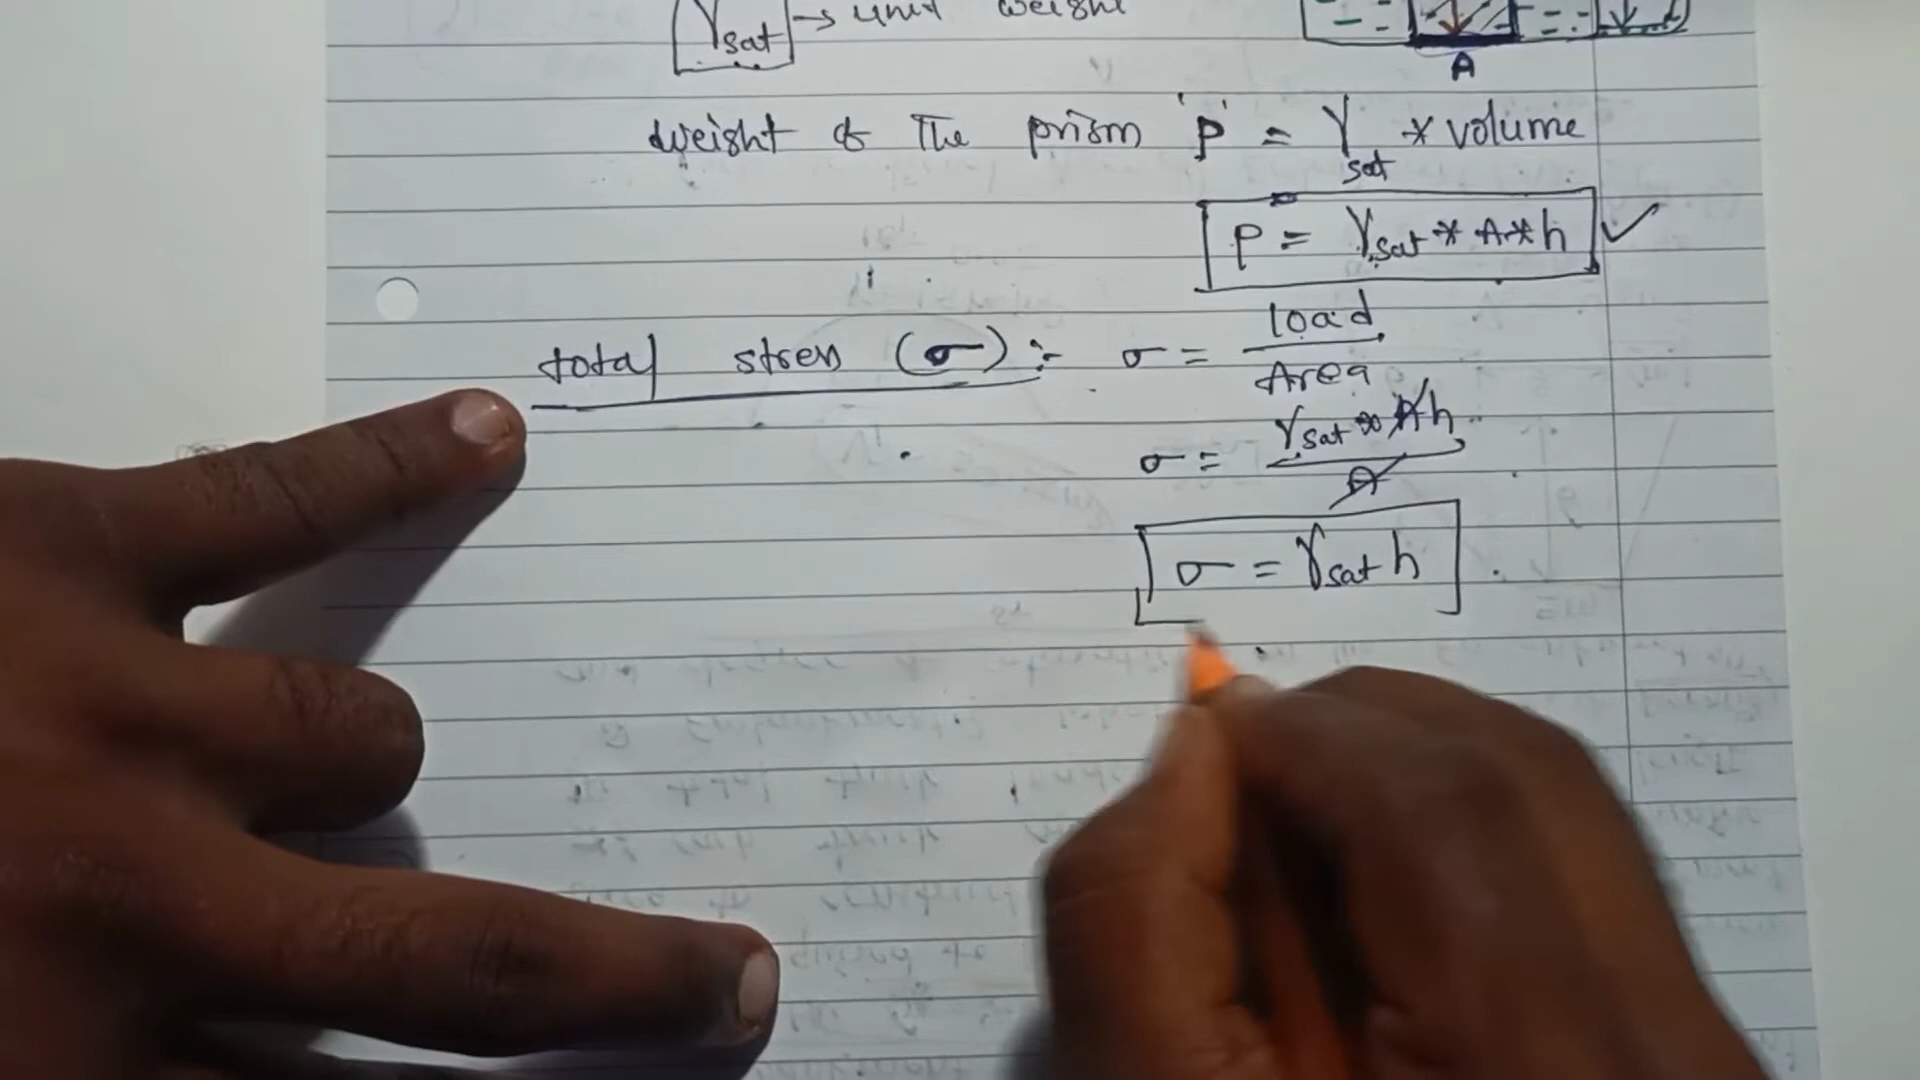 γsat → unit weight
A
weight of The prism 'P' = γsat * volume
P = γsat * A * h ✓
total stress (σ) :- σ = load / Area
σ = γsat * A h / A
σ = γsat h